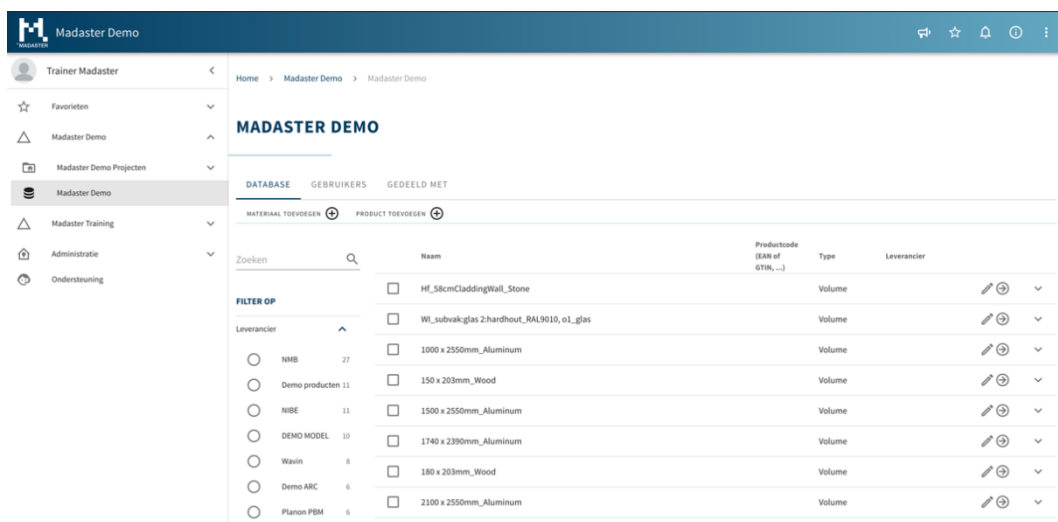 MADASTER
Madaster Demo
Trainer Madaster
Favorieten
Madaster Demo
Madaster Demo Projecten
Madaster Demo
Madaster Training
Administratie
Ondersteuning
Home > Madaster Demo > Madaster Demo
MADASTER DEMO
DATABASE GEBRUIKERS GEDEELD MET
MATERIAAL TOEVOEGEN PRODUCT TOEVOEGEN
Zoeken
FILTER OP
Leverancier
NMB 27
Demo producten 11
NIBE 11
DEMO MODEL 10
Wavin 8
Demo ARC 6
Planon PBM 6
Naam Productcode (EAN of GTIN, ...) Type Leverancier
Hf_58cmCladdingWall_Stone Volume
WI_subvak:glas 2:hardhout_RAL9010, o1_glas Volume
1000 x 2550mm_Aluminum Volume
150 x 203mm_Wood Volume
1500 x 2550mm_Aluminum Volume
1740 x 2390mm_Aluminum Volume
180 x 203mm_Wood Volume
2100 x 2550mm_Aluminum Volume